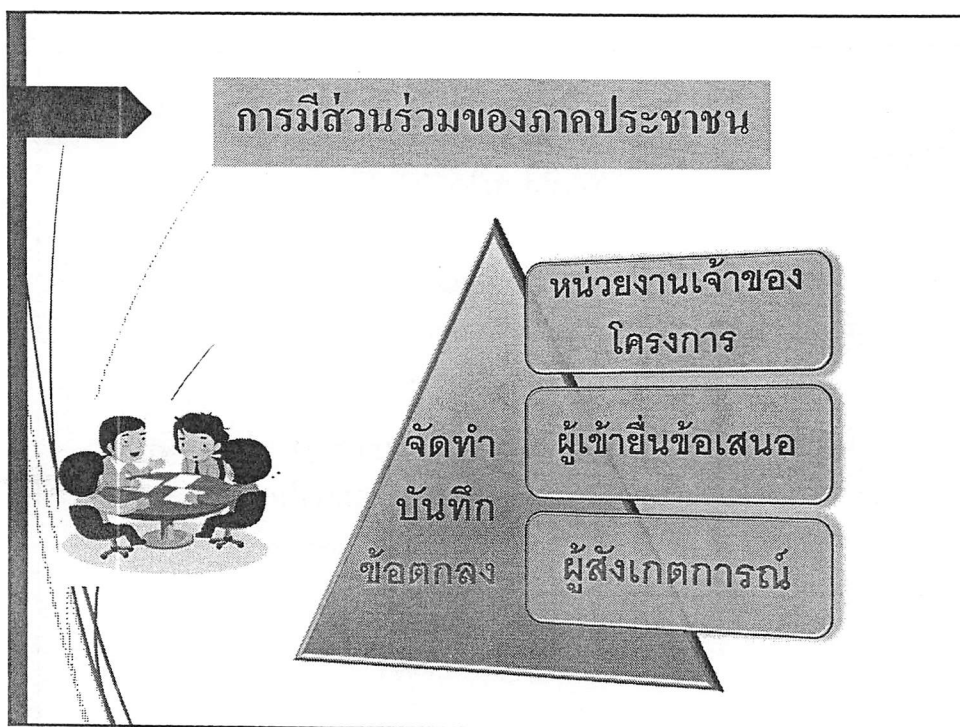 การมีส่วนร่วมของภาคประชาชน
จัดทำ
บันทึก
ข้อตกลง
หน่วยงานเจ้าของ
โครงการ
ผู้เข้ายื่นข้อเสนอ
ผู้สังเกตการณ์